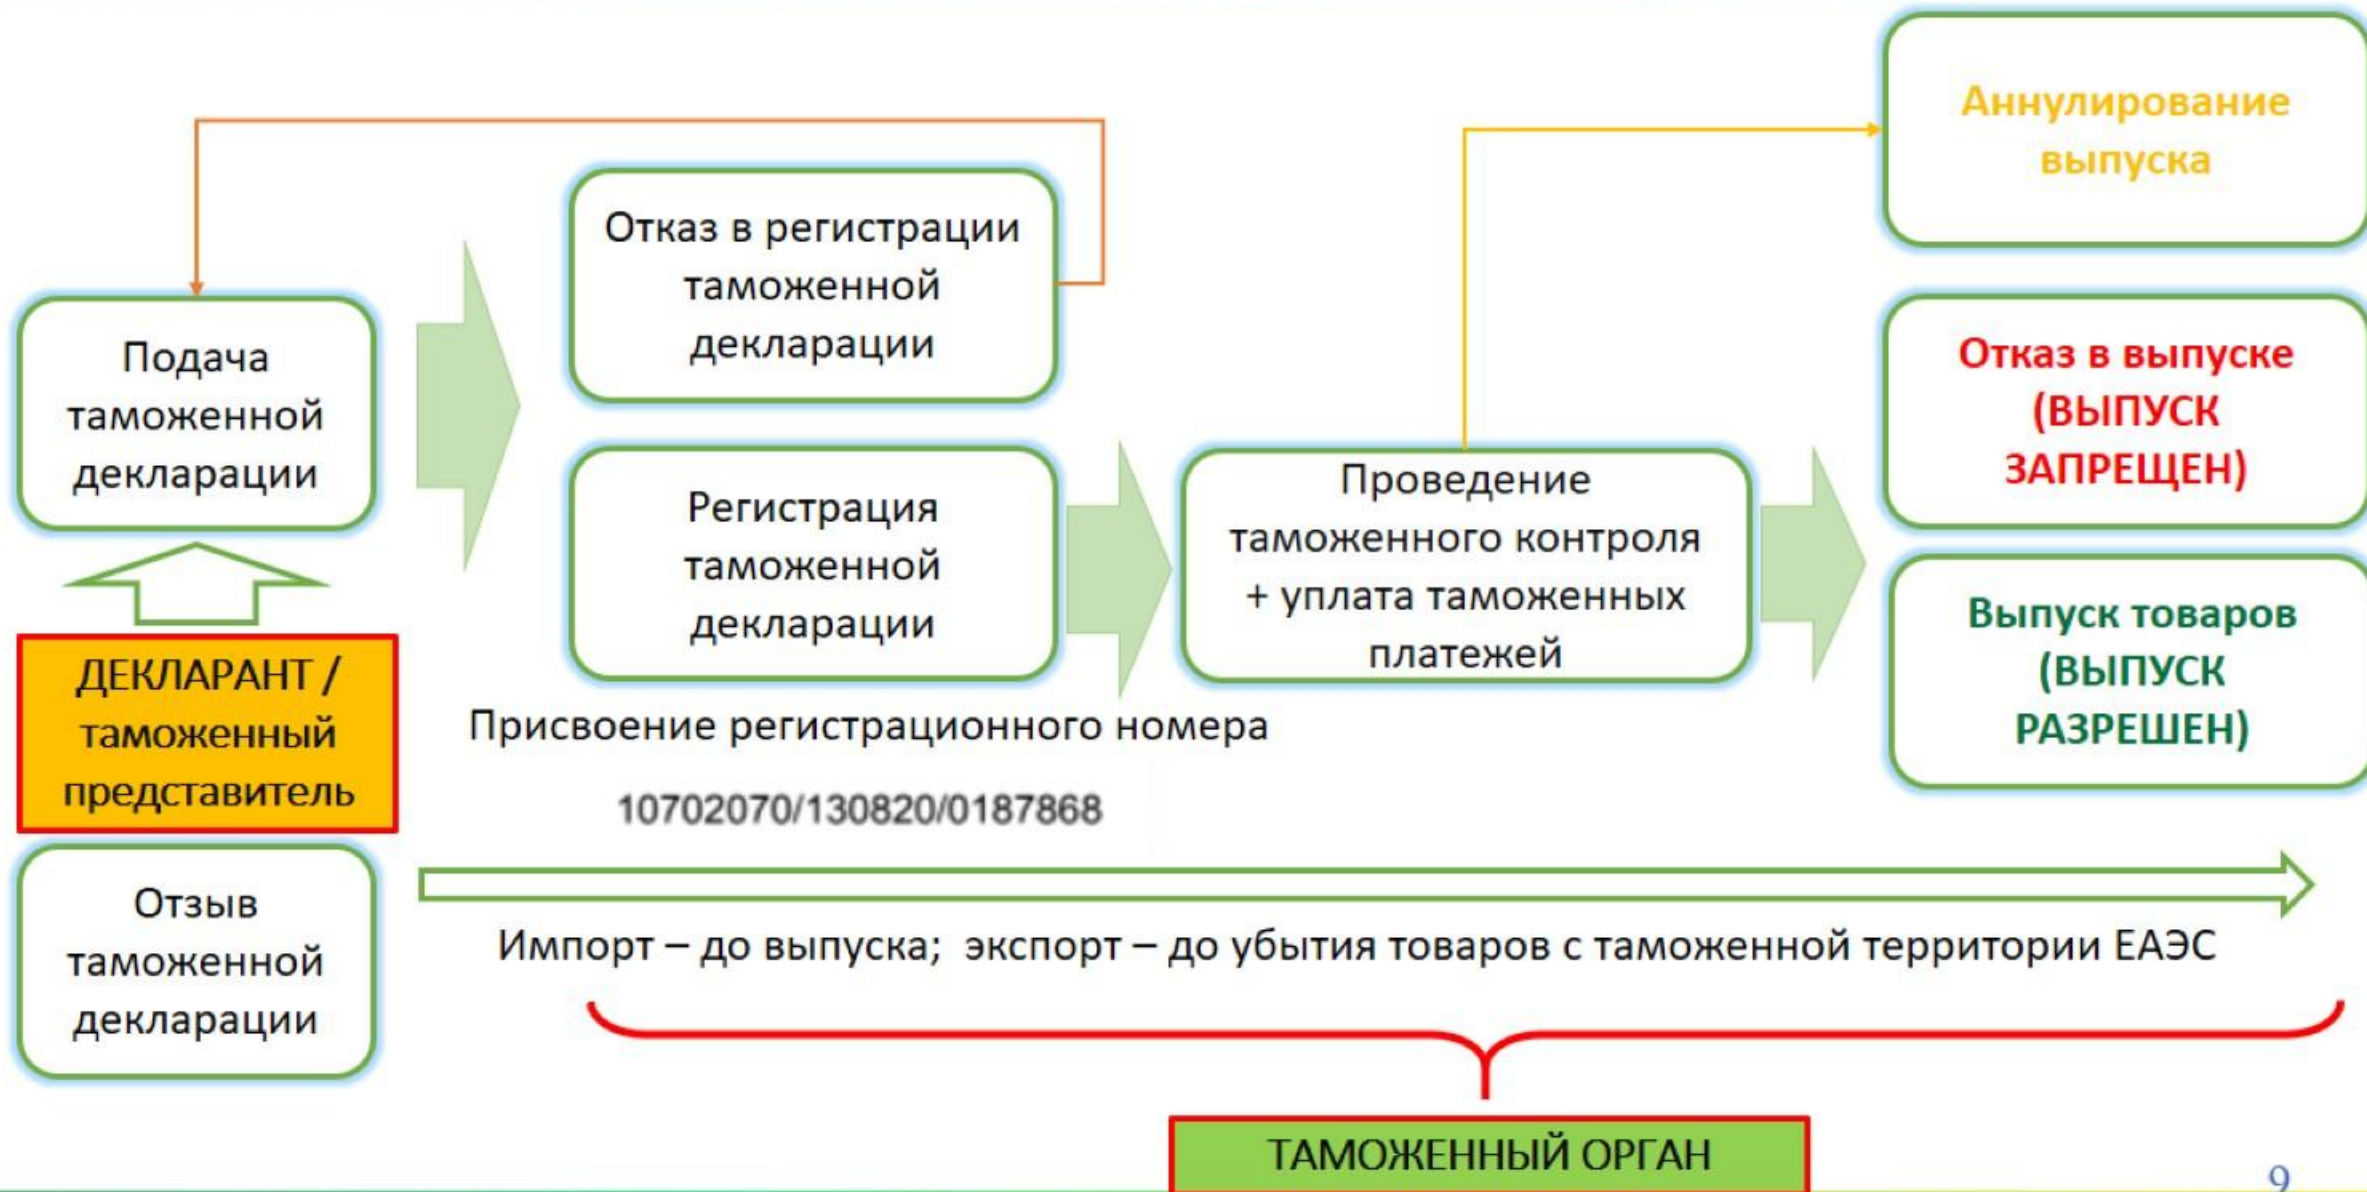 Подача
таможенной
декларации
ДЕКЛАРАНТ /
таможенный
представитель
Отзыв
таможенной
декларации
Отказ в регистрации
таможенной
декларации
Регистрация
таможенной
декларации
Присвоение регистрационного номера
10702070/130820/0187868
Проведение
таможенного контроля
+ уплата таможенных
платежей
Аннулирование
выпуска
Отказ в выпуске
(ВЫПУСК
ЗАПРЕЩЕН)
Выпуск товаров
(ВЫПУСК
РАЗРЕШЕН)
Импорт – до выпуска;  экспорт – до убытия товаров с таможенной территории ЕАЭС
ТАМОЖЕННЫЙ ОРГАН
9